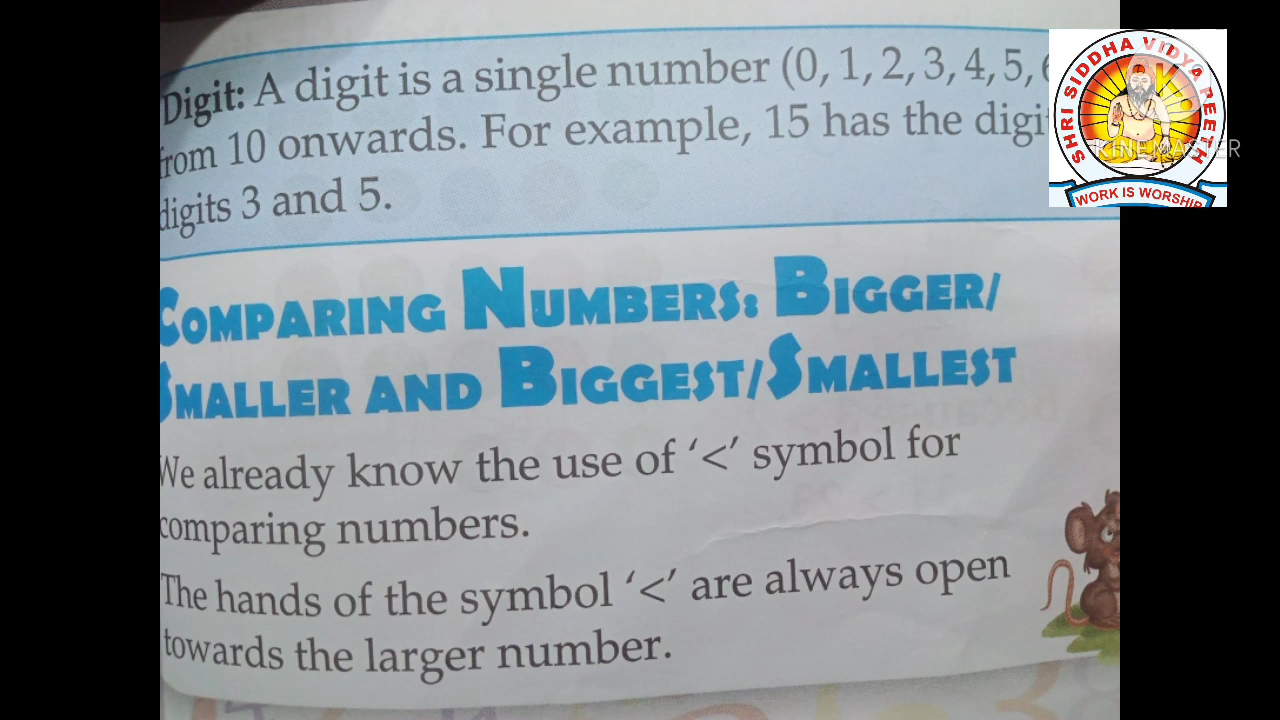 Digit: A digit is a single number (0, 1, 2, 3, 4, 5,
from 10 onwards. For example, 15 has the digi
digits 3 and 5.
COMPARING NUMBERS: BIGGER/
SMALLER AND BIGGEST/SMALLEST
We already know the use of ‘<’ symbol for
comparing numbers.
The hands of the symbol ‘<’ are always open
towards the larger number.
SHRI SIDDHA VIDYA PEETH
KINEMASTER
WORK IS WORSHIP